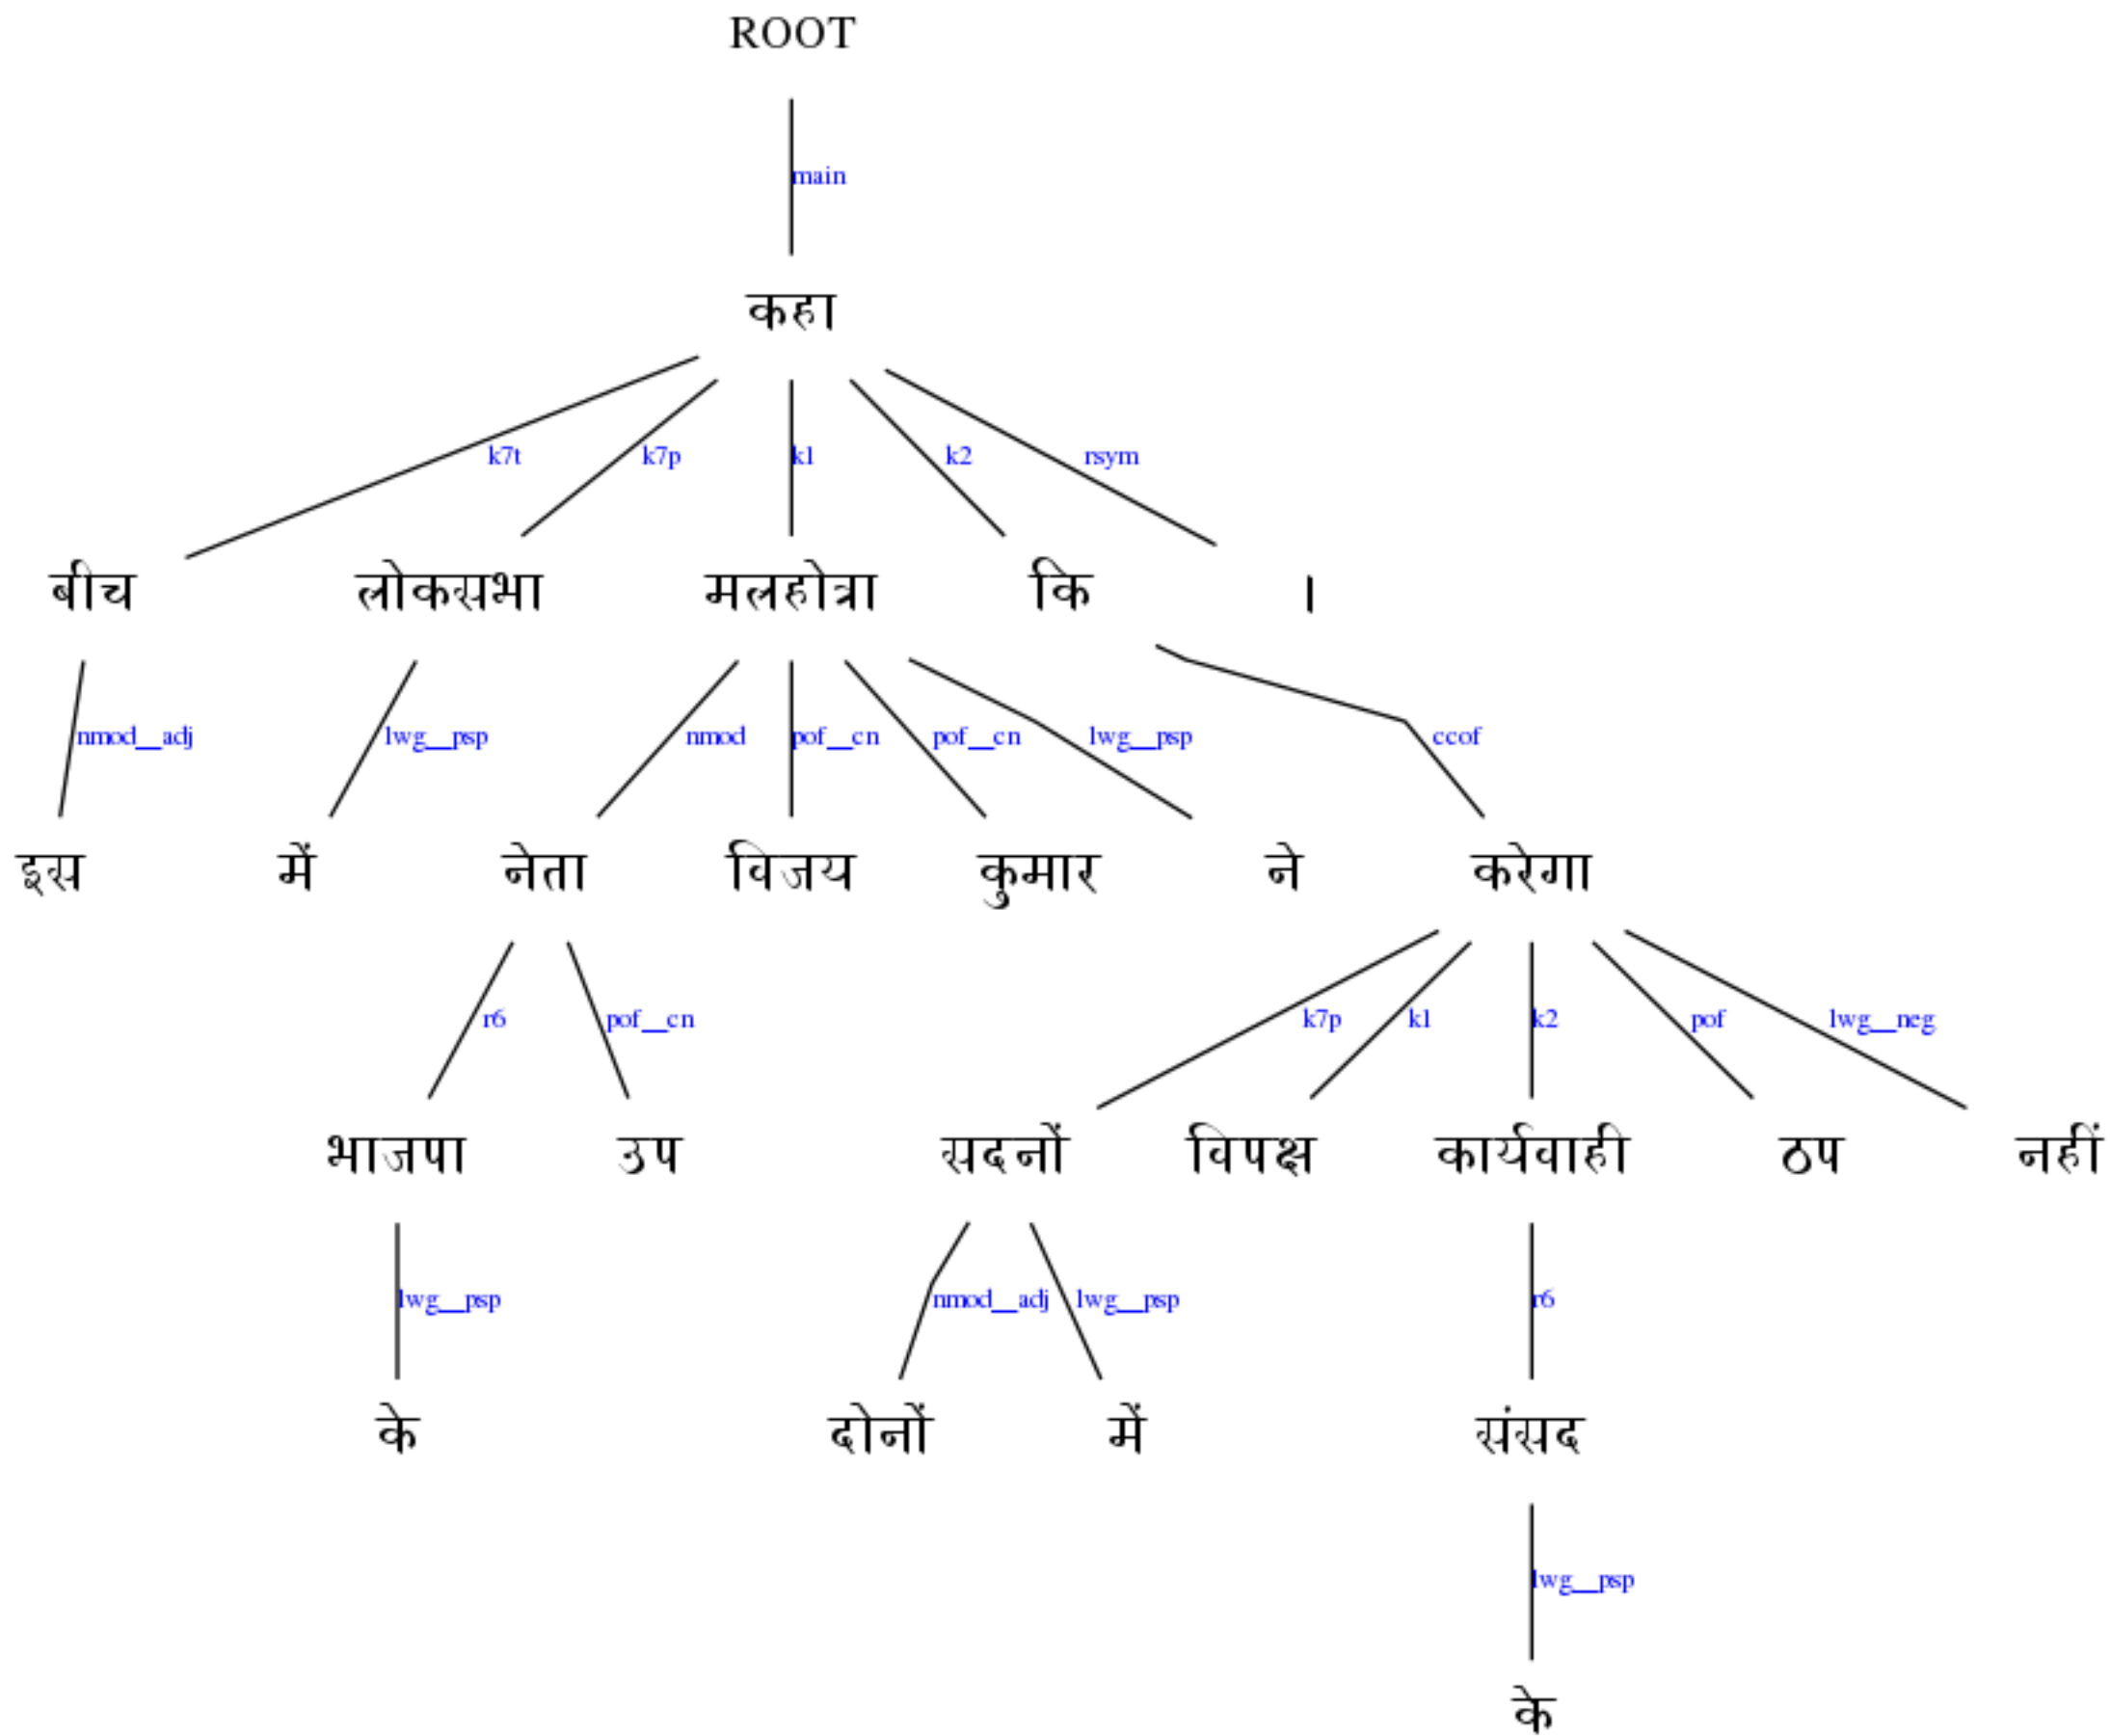 ROOT
main
कहा
k7t k7p k1 k2 rsym
बीच लोकसभा मलहोत्रा कि ।
nmod__adj lwg__psp nmod pof__cn pof__cn lwg__psp ccof
इस में नेता विजय कुमार ने करेगा
r6 pof__cn k7p k1 k2 pof lwg__neg
भाजपा उप सदनों विपक्ष कार्यवाही ठप नहीं
lwg__psp nmod__adj lwg__psp r6
के दोनों में संसद
lwg__psp
के